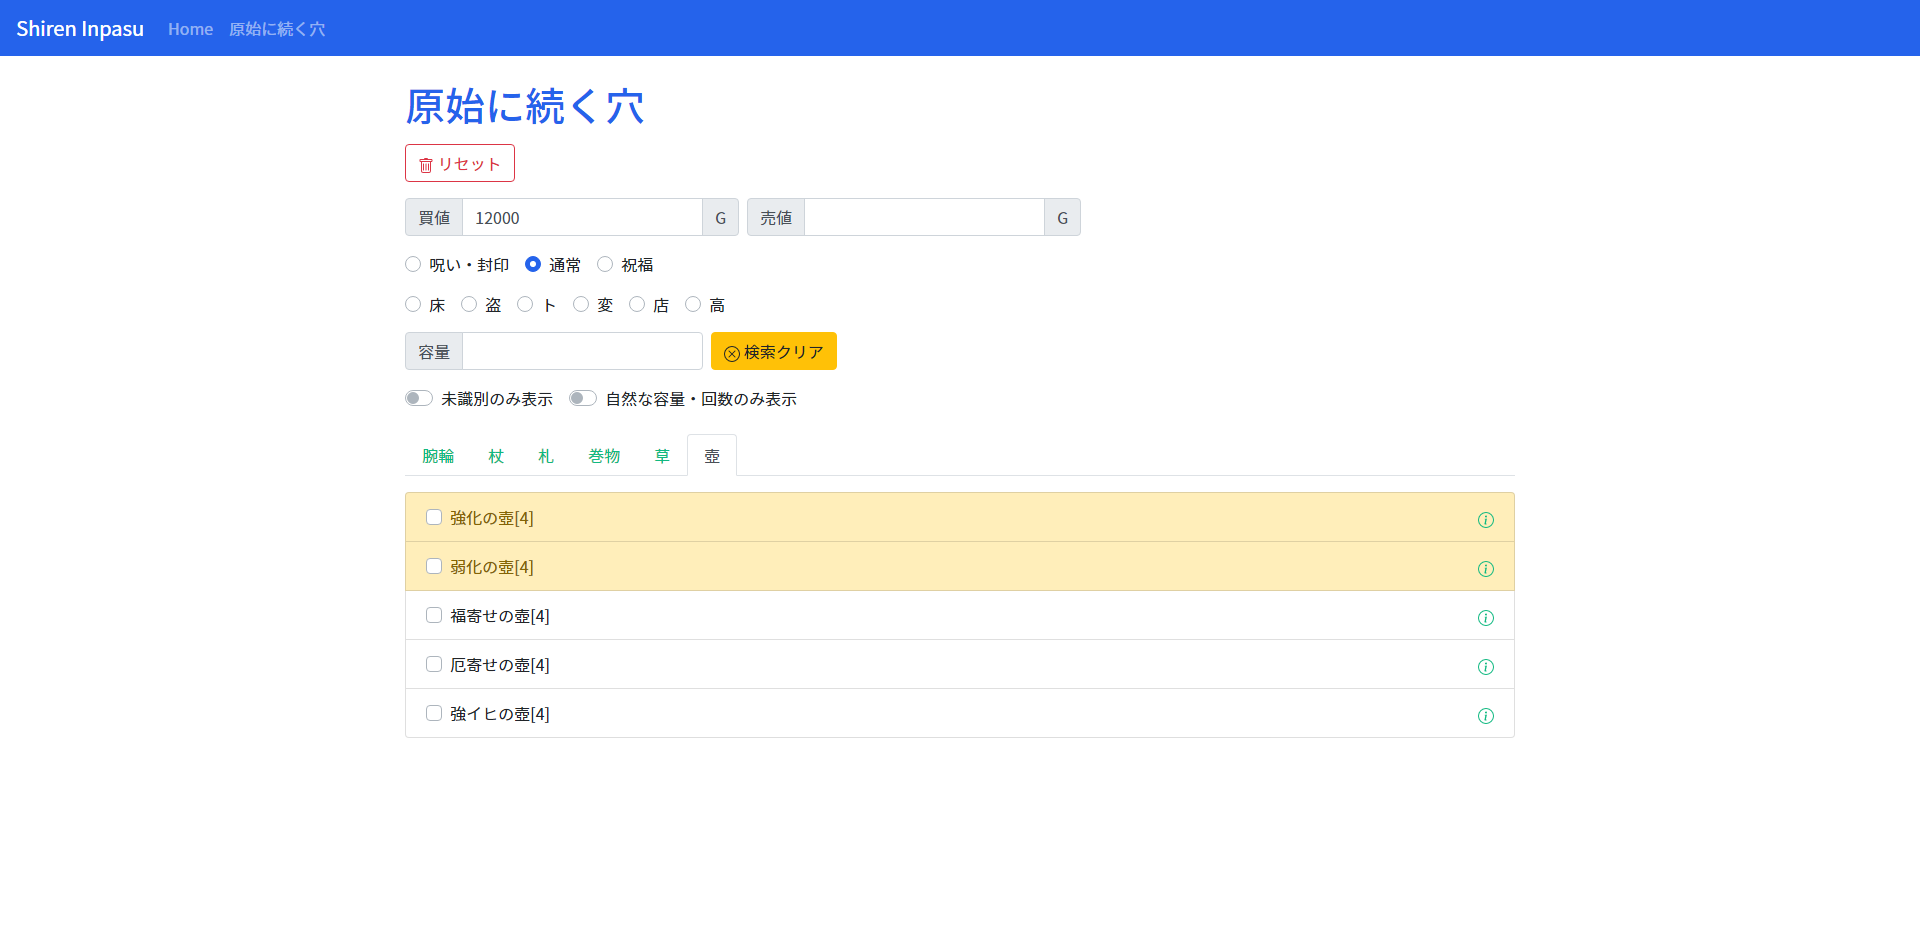 Shiren Inpasu Home 原始に続く穴
原始に続く穴
リセット
買値 12000 G 売値 G
呪い・封印 通常 祝福
床 盗 ト 変 店 高
容量 検索クリア
未識別のみ表示 自然な容量・回数のみ表示
腕輪 杖 札 巻物 草 壺
強化の壺[4]
弱化の壺[4]
福寄せの壺[4]
厄寄せの壺[4]
強イヒの壺[4]